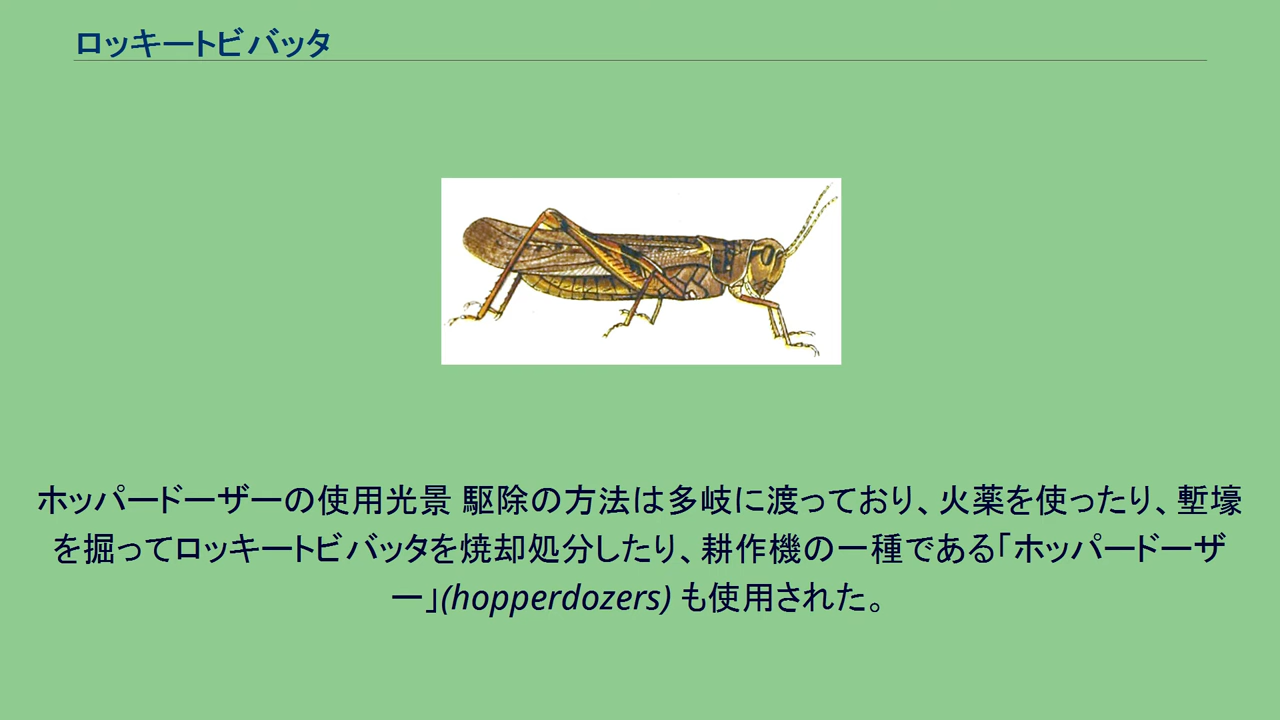 ロッキートビバッタ
ホッパードーザーの使用光景 駆除の方法は多岐に渡っており、火薬を使ったり、塹壕
を掘ってロッキートビバッタを焼却処分したり、耕作機の一種である「ホッパードーザ
ー」(hopperdozers) も使用された。